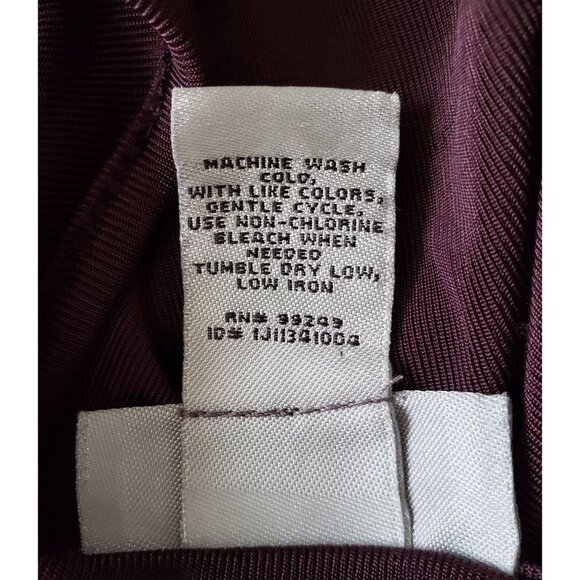 MACHINE WASH
COLD,
WITH LIKE COLORS,
GENTLE CYCLE,
USE NON-CHLORINE
BLEACH WHEN
NEEDED
TUMBLE DRY LOW,
LOW IRON
RN# 99249
ID# 1J11341004